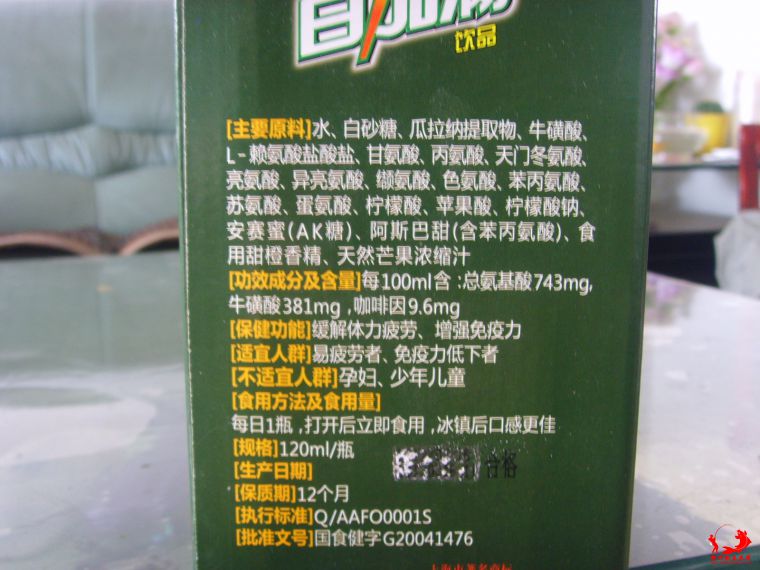 饮品
[主要原料]水、白砂糖、瓜拉纳提取物、牛磺酸、
L-赖氨酸盐酸盐、甘氨酸、丙氨酸、天门冬氨酸、
亮氨酸、异亮氨酸、缬氨酸、色氨酸、苯丙氨酸、
苏氨酸、蛋氨酸、柠檬酸、苹果酸、柠檬酸钠、
安赛蜜(AK糖)、阿斯巴甜(含苯丙氨酸)、食
用甜橙香精、天然芒果浓缩汁
[功效成分及含量]每100ml含:总氨基酸743mg,
牛磺酸381mg,咖啡因9.6mg
[保健功能]缓解体力疲劳、增强免疫力
[适宜人群]易疲劳者、免疫力低下者
[不适宜人群]孕妇、少年儿童
[食用方法及食用量]
每日1瓶,打开后立即食用,冰镇后口感更佳
[规格]120ml/瓶
[生产日期] 合格
[保质期]12个月
[执行标准]Q/AAFO0001S
[批准文号]国食健字G20041476